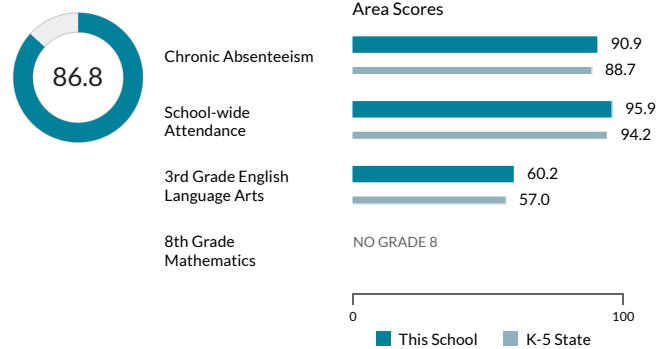 Area Scores
86.8
Chronic Absenteeism
90.9
88.7
School-wide
Attendance
95.9
94.2
3rd Grade English
Language Arts
60.2
57.0
8th Grade
Mathematics
NO GRADE 8
0
100
This School
K-5 State